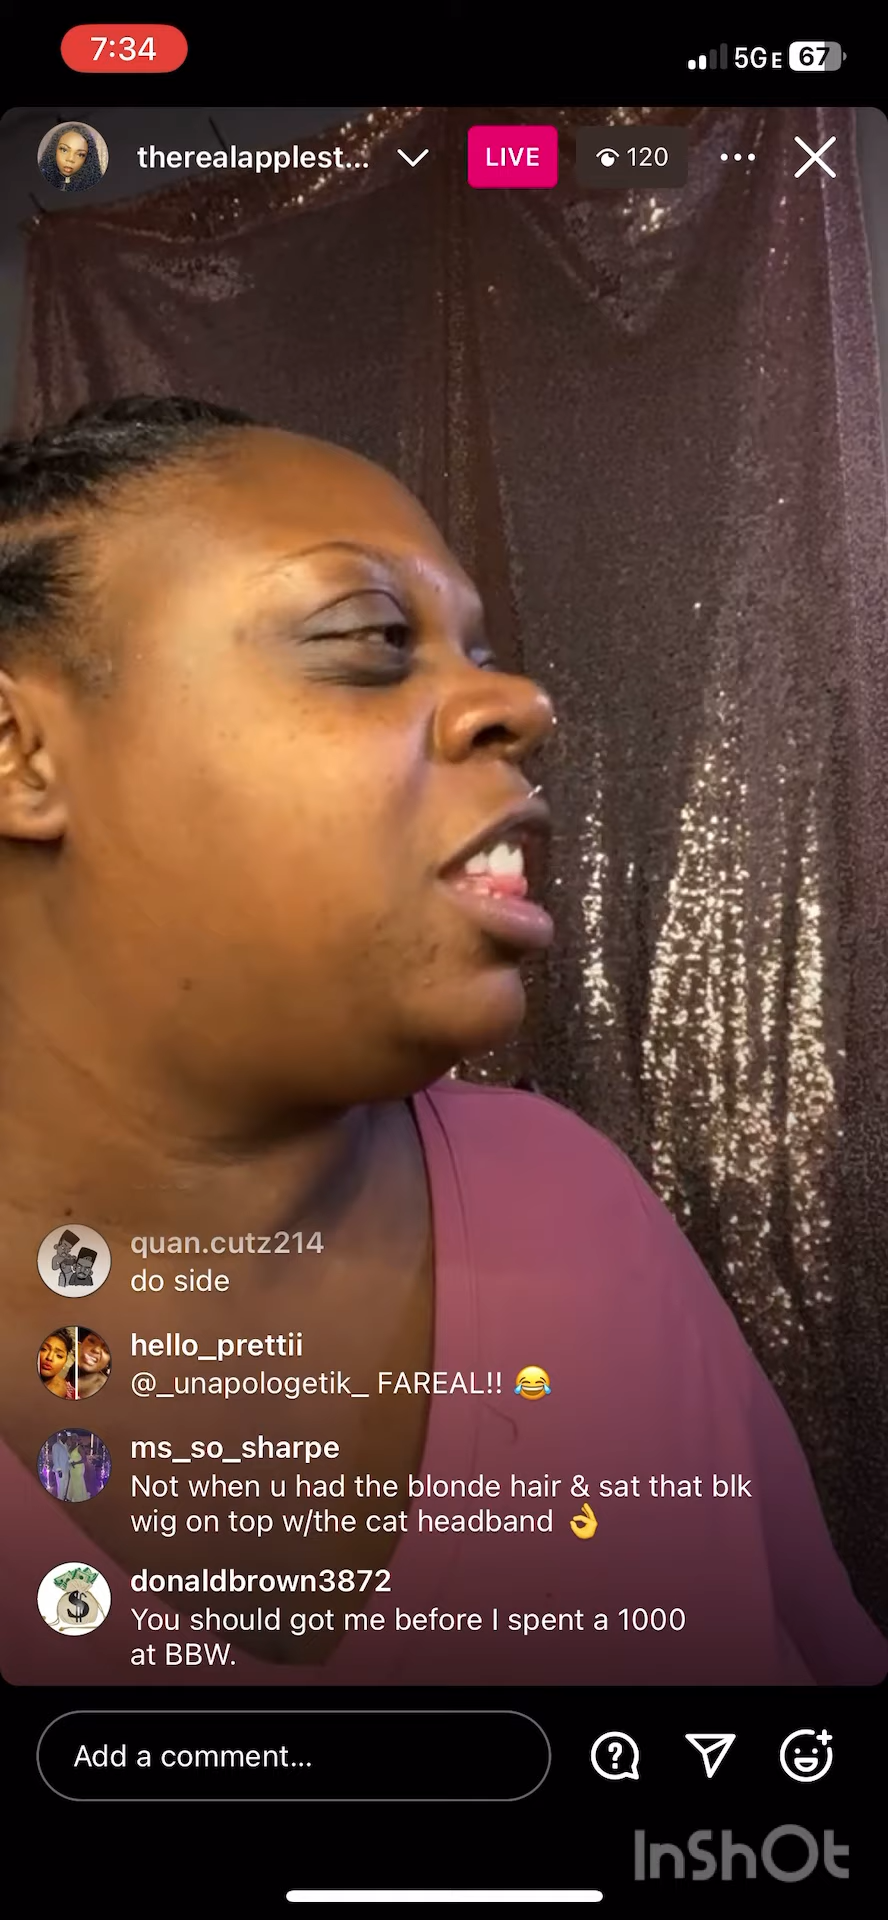 7:34
5GE 67
therealapplest...
LIVE
120
quan.cutz214
do side
hello_prettii
@_unapologetik_ FAREAL!! 😂
ms_so_sharpe
Not when u had the blonde hair & sat that blk
wig on top w/the cat headband 👌
donaldbrown3872
You should got me before I spent a 1000
at BBW.
Add a comment...
InShOt